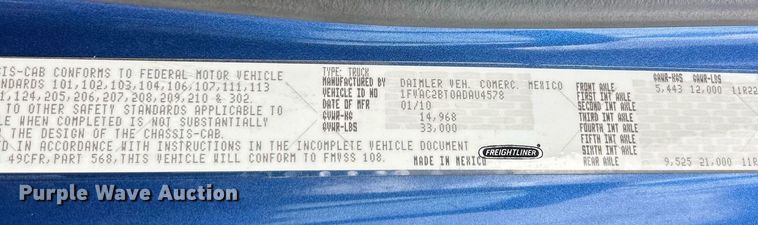 SIS-CAB CONFORMS TO FEDERAL MOTOR VEHICLE
NDARDS 101,102,103,104,106,107,111,113
1,124,205,206,207,208,209,210 & 302.
TO OTHER SAFETY STANDARDS APPLICABLE TO
LE WHEN COMPLETED IS NOT SUBSTANTIALLY
THE DESIGN OF THE CHASSIS-CAB.
ED IN ACCORDANCE WITH INSTRUCTIONS IN THE INCOMPLETE VEHICLE DOCUMENT
49CFR,PART 568,THIS VEHICLE WILL CONFORM TO FMVSS 108.
TYPE: TRUCK
MANUFACTURED BY DAIMLER VEH. COMERC. MEXICO
VEHICLE ID NO 1FVAC2BT0ADAV4578
DATE OF MFR 01/10
GVWR-KG 14,968
GVWR-LBS 33,000
FREIGHTLINER
MADE IN MEXICO
GAWR-KGS GAWR-LBS
FRONT AXLE 5,443 12,000 11R22
FIRST INT AXLE
SECOND INT AXLE
THIRD INT AXLE
FOURTH INT AXLE
FIFTH INT AXLE
SIXTH INT AXLE
REAR AXLE 9,525 21,000 11R
Purple Wave Auction